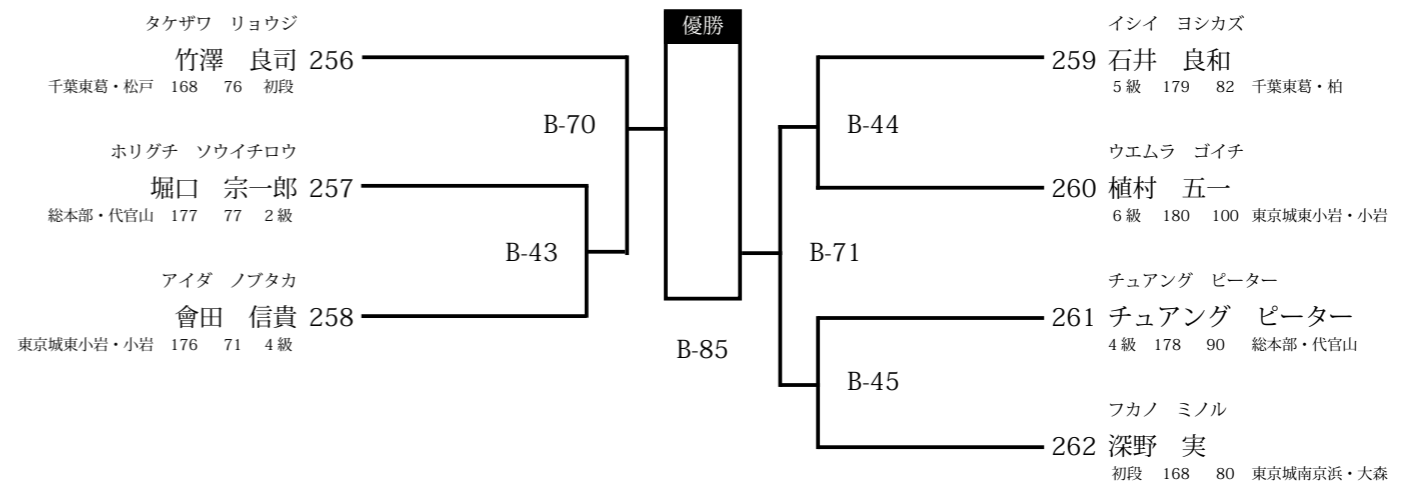 優勝
タケザワ　リョウジ
竹澤　良司 256
千葉東葛・松戸　168　76　初段
B-70
ホリグチ　ソウイチロウ
堀口　宗一郎 257
総本部・代官山　177　77　2級
B-43
アイダ　ノブタカ
會田　信貴 258
東京城東小岩・小岩　176　71　4級
B-85
イシイ　ヨシカズ
259 石井　良和
5級　179　82　千葉東葛・柏
B-44
ウエムラ　ゴイチ
260 植村　五一
6級　180　100　東京城東小岩・小岩
B-71
チュアング　ピーター
261 チュアング　ピーター
4級　178　90　総本部・代官山
B-45
フカノ　ミノル
262 深野　実
初段　168　80　東京城南京浜・大森